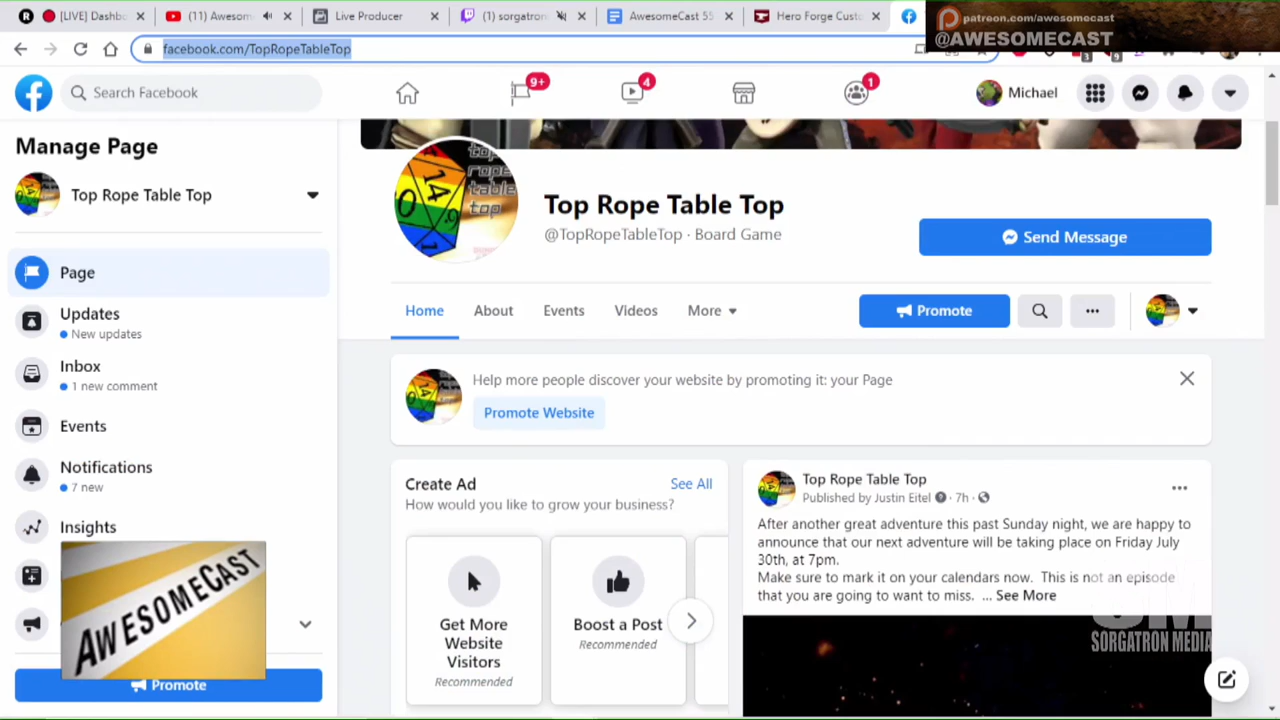 [LIVE] Dashb
(11) Awesom
Live Producer
(1) sorgatron
AwesomeCast 55
Hero Forge Cust
patreon.com/awesomecast
@AWESOMECAST
facebook.com/TopRopeTableTop
Search Facebook
9+
4
1
Michael
Manage Page
Top Rope Table Top
Page
Updates
New updates
Inbox
1 new comment
Events
Notifications
7 new
Insights
AWESOMECAST
Promote
top
rope
table
top
14
0
Top Rope Table Top
@TopRopeTableTop · Board Game
Send Message
Home
About
Events
Videos
More
Promote
Help more people discover your website by promoting it: your Page
Promote Website
Create Ad
See All
How would you like to grow your business?
Get More
Website
Visitors
Recommended
Boost a Post
Recommended
Top Rope Table Top
Published by Justin Eitel · 7h ·
After another great adventure this past Sunday night, we are happy to
announce that our next adventure will be taking place on Friday July
30th, at 7pm.
Make sure to mark it on your calendars now. This is not an episode
that you are going to want to miss. ... See More
SORGATRON MEDIA